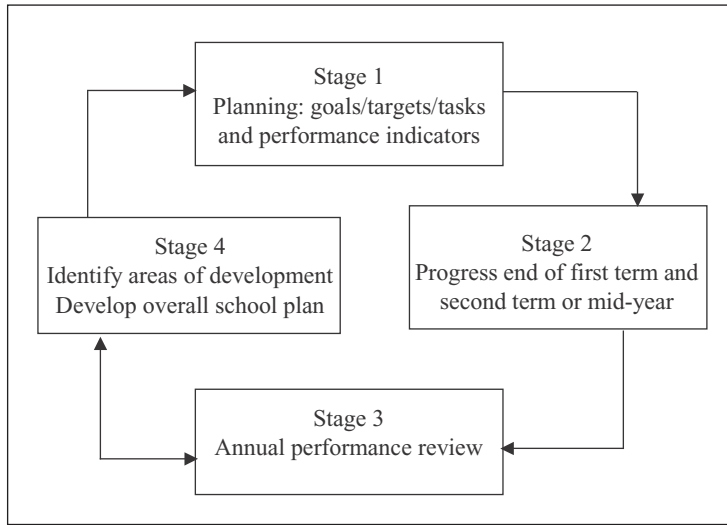 Stage 1
Planning: goals/targets/tasks
and performance indicators
Stage 4
Identify areas of development
Develop overall school plan
Stage 2
Progress end of first term and
second term or mid-year
Stage 3
Annual performance review